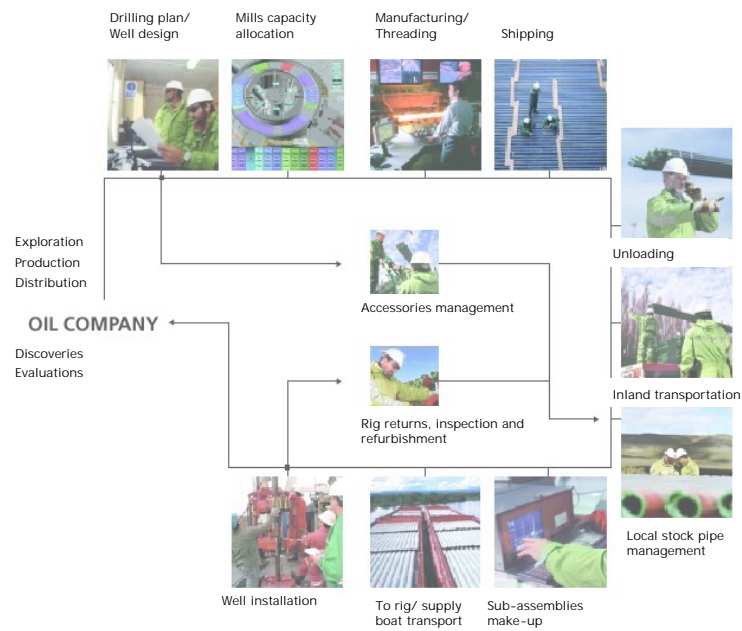 Drilling plan/
Well design
Mills capacity
allocation
Manufacturing/
Threading
Shipping
Unloading
Exploration
Production
Distribution
Accessories management
OIL COMPANY
Discoveries
Evaluations
Inland transportation
Rig returns, inspection and
refurbishment
Local stock pipe
management
Well installation
To rig/ supply
boat transport
Sub-assemblies
make-up